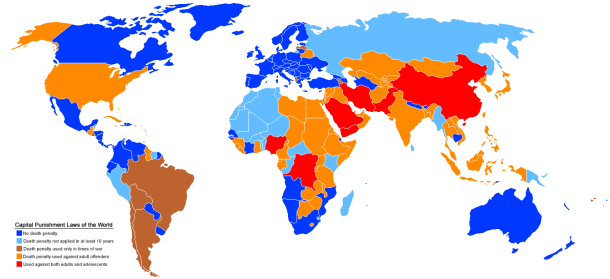 Capital Punishment Laws of the World
No death penalty
Death penalty not applied in at least 10 years
Death penalty used only in times of war
Death penalty used against adult offenders
Used against both adults and adolescents